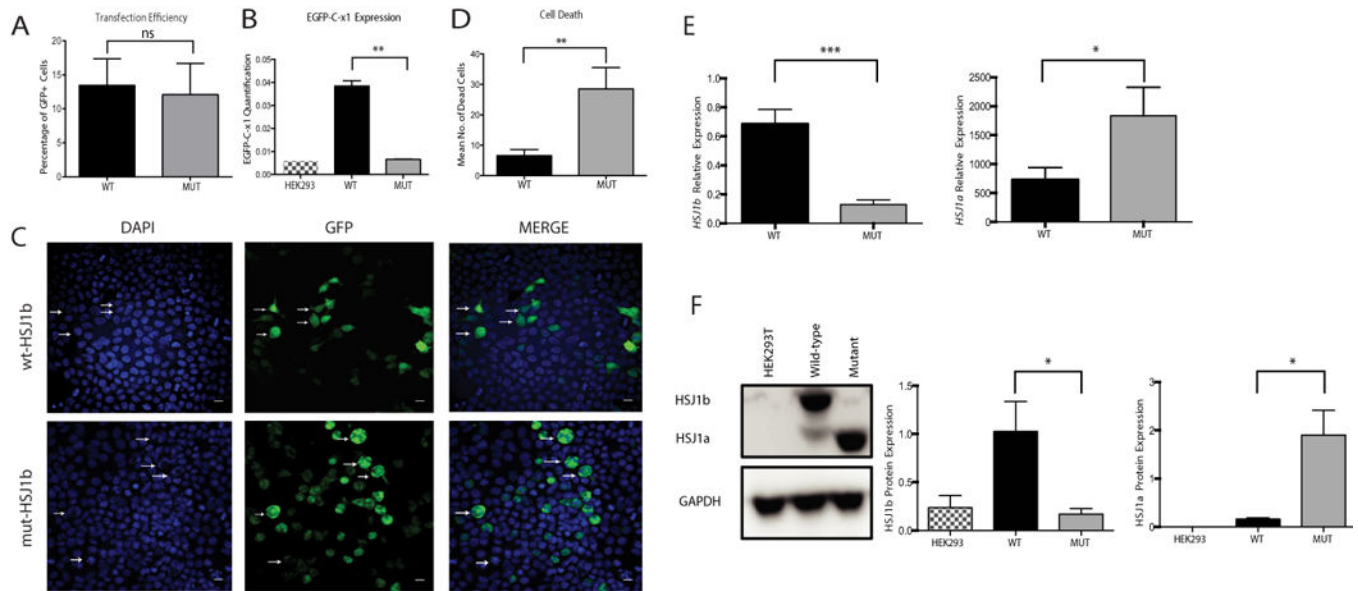 A
Transfection Efficiency
ns
Percentage of GFP+ Cells
20
15
10
5
0
WT
MUT
B
EGFP-C-x1 Expression
**
EGFP-C-x1 Quantification
0.05
0.04
0.03
0.02
0.01
0.00
HEK293
WT
MUT
D
Cell Death
**
Mean No. of Dead Cells
40
30
20
10
0
WT
MUT
E
***
HSJ1b Relative Expression
1.0
0.8
0.6
0.4
0.2
0.0
WT
MUT
*
HSJ1a Relative Expression
2500
2000
1500
1000
500
0
WT
MUT
C
DAPI
GFP
MERGE
wt-HSJ1b
mut-HSJ1b
F
HEK293T
Wild-type
Mutant
HSJ1b
HSJ1a
GAPDH
*
HSJ1b Protein Expression
1.5
1.0
0.5
0.0
HEK293
WT
MUT
*
HSJ1a Protein Expression
3
2
1
0
HEK293
WT
MUT